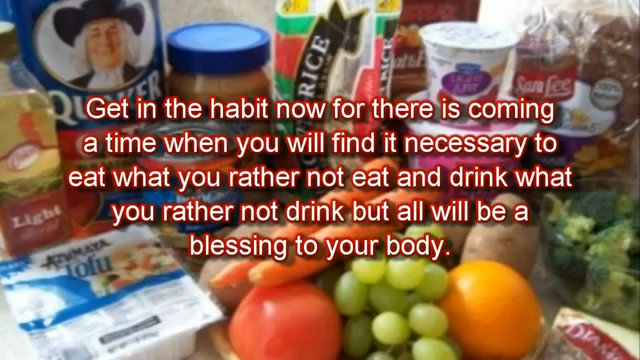 QUAKER
RICE
RICE
LIGHT
& FIT
Sara Lee
Get in the habit now for there is coming
a time when you will find it necessary to
eat what you rather not eat and drink what
you rather not drink but all will be a
blessing to your body.
Light
AZUMAYA
Tofu